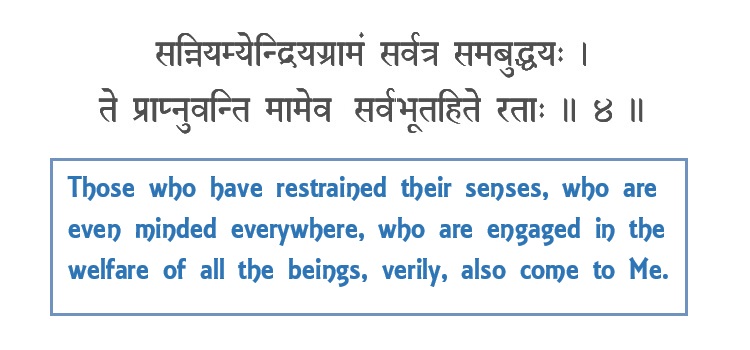 सन्नियम्येन्द्रियग्रामं सर्वत्र समबुद्धयः ।
ते प्राप्नुवन्ति मामेव सर्वभूतहिते रताः ॥ ४ ॥
Those who have restrained their senses, who are
even minded everywhere, who are engaged in the
welfare of all the beings, verily, also come to Me.